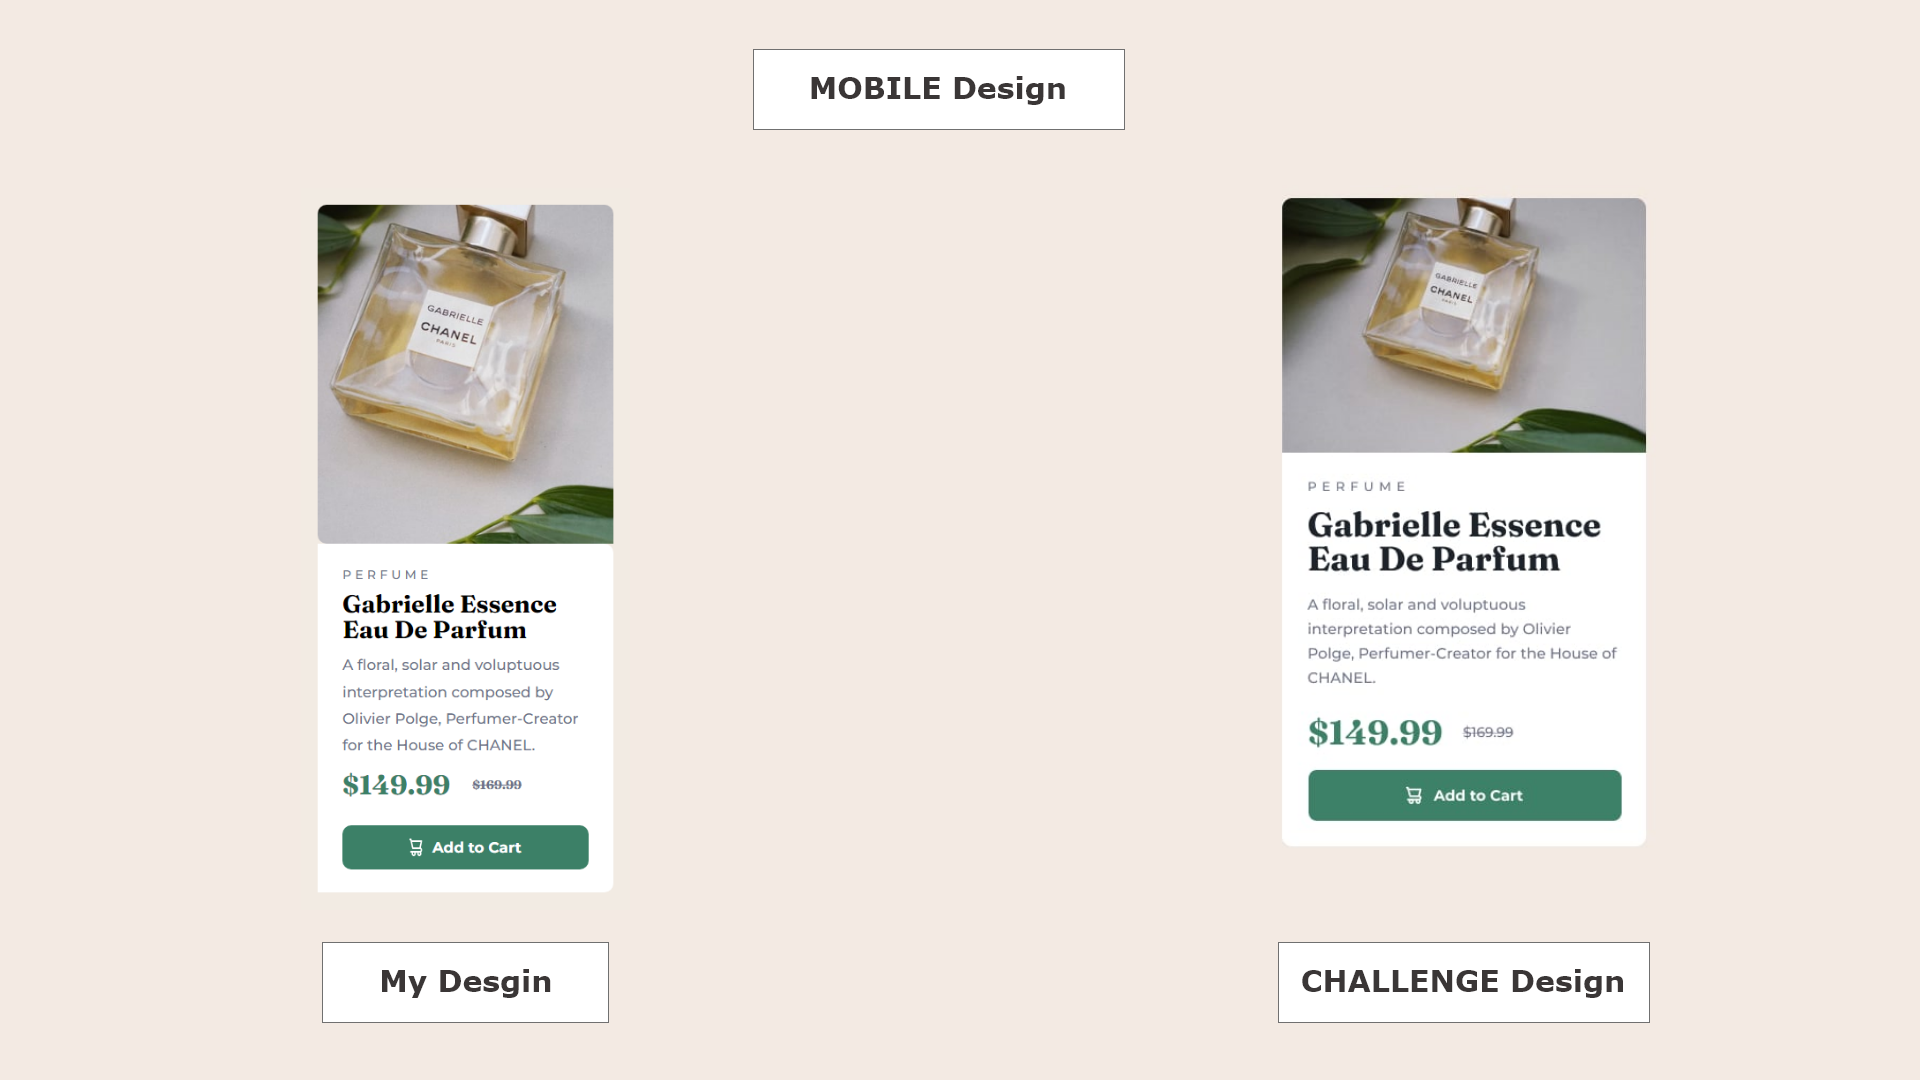 MOBILE Design
GABRIELLE
CHANEL
PARIS
PERFUME
Gabrielle Essence
Eau De Parfum
A floral, solar and voluptuous
interpretation composed by
Olivier Polge, Perfumer-Creator
for the House of CHANEL.
$149.99 $169.99
Add to Cart
My Desgin
GABRIELLE
CHANEL
PARIS
PERFUME
Gabrielle Essence
Eau De Parfum
A floral, solar and voluptuous
interpretation composed by Olivier
Polge, Perfumer-Creator for the House of
CHANEL.
$149.99 $169.99
Add to Cart
CHALLENGE Design